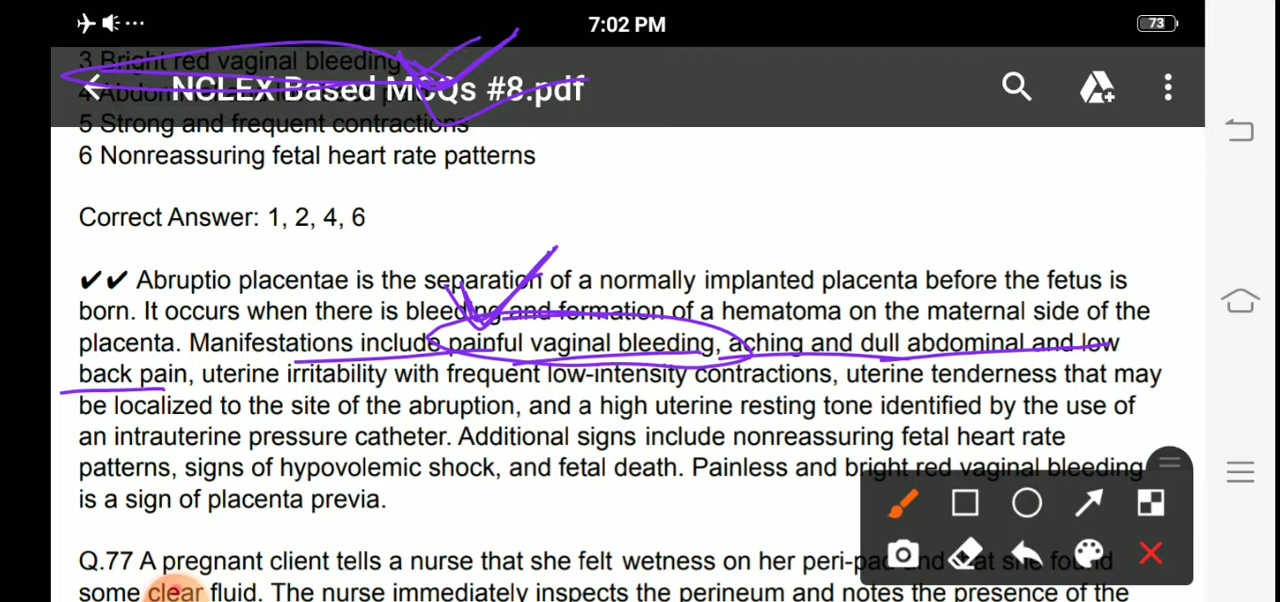 7:02 PM
73
3 Bright red vaginal bleeding
NCLEX Based MCQs #8.pdf
5 Strong and frequent contractions
6 Nonreassuring fetal heart rate patterns
Correct Answer: 1, 2, 4, 6
✔✔ Abruptio placentae is the separation of a normally implanted placenta before the fetus is
born. It occurs when there is bleeding and formation of a hematoma on the maternal side of the
placenta. Manifestations include painful vaginal bleeding, aching and dull abdominal and low
back pain, uterine irritability with frequent low-intensity contractions, uterine tenderness that may
be localized to the site of the abruption, and a high uterine resting tone identified by the use of
an intrauterine pressure catheter. Additional signs include nonreassuring fetal heart rate
patterns, signs of hypovolemic shock, and fetal death. Painless and bright red vaginal bleeding
is a sign of placenta previa.
Q.77 A pregnant client tells a nurse that she felt wetness on her peri-pad and that she found
some clear fluid. The nurse immediately inspects the perineum and notes the presence of the